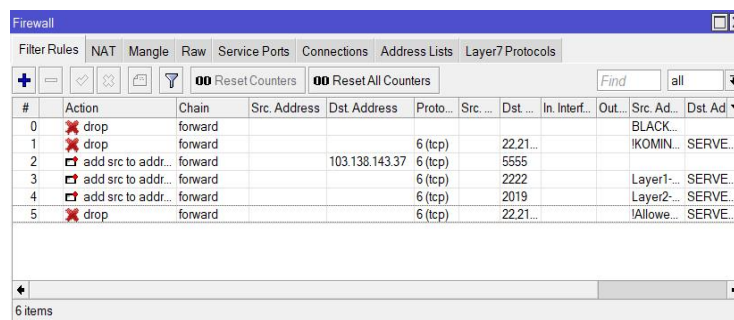 Firewall
Filter Rules NAT Mangle Raw Service Ports Connections Address Lists Layer7 Protocols
00 Reset Counters 00 Reset All Counters Find all
# Action Chain Src. Address Dst. Address Proto... Src. ... Dst. ... In. Interf... Out... Src. Ad... Dst. Ad
0 drop forward BLACK...
1 drop forward 6 (tcp) 22,21... !KOMIN... SERVE...
2 add src to addr... forward 103.138.143.37 6 (tcp) 5555
3 add src to addr... forward 6 (tcp) 2222 Layer1-... SERVE...
4 add src to addr... forward 6 (tcp) 2019 Layer2-... SERVE...
5 drop forward 6 (tcp) 22,21... !Allowe... SERVE...
6 items